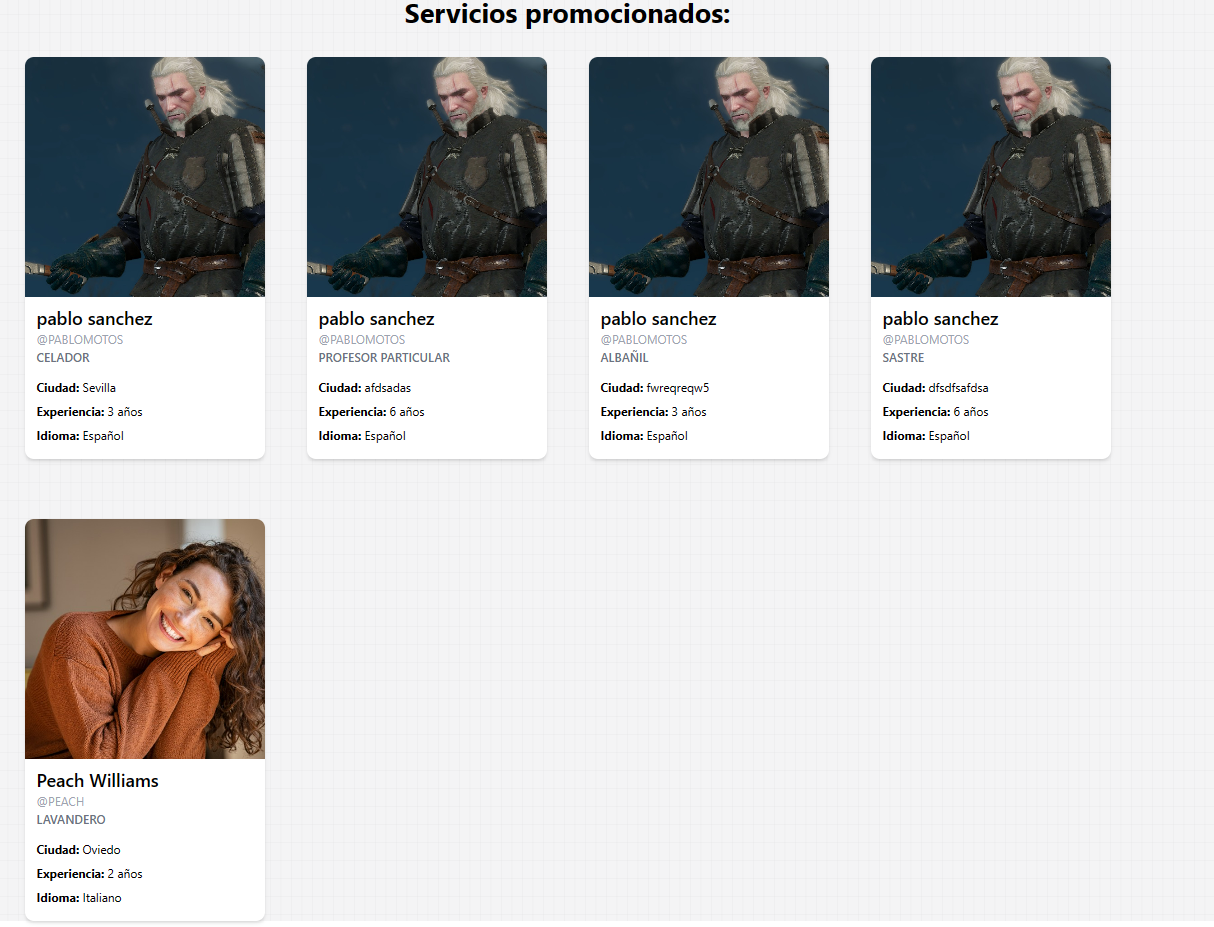 Servicios promocionados:
pablo sanchez
@PABLOMOTOS
CELADOR
Ciudad: Sevilla
Experiencia: 3 años
Idioma: Español
pablo sanchez
@PABLOMOTOS
PROFESOR PARTICULAR
Ciudad: afdsadas
Experiencia: 6 años
Idioma: Español
pablo sanchez
@PABLOMOTOS
ALBAÑIL
Ciudad: fwreqreqw5
Experiencia: 3 años
Idioma: Español
pablo sanchez
@PABLOMOTOS
SASTRE
Ciudad: dfsdfsafdsa
Experiencia: 6 años
Idioma: Español
Peach Williams
@PEACH
LAVANDERO
Ciudad: Oviedo
Experiencia: 2 años
Idioma: Italiano